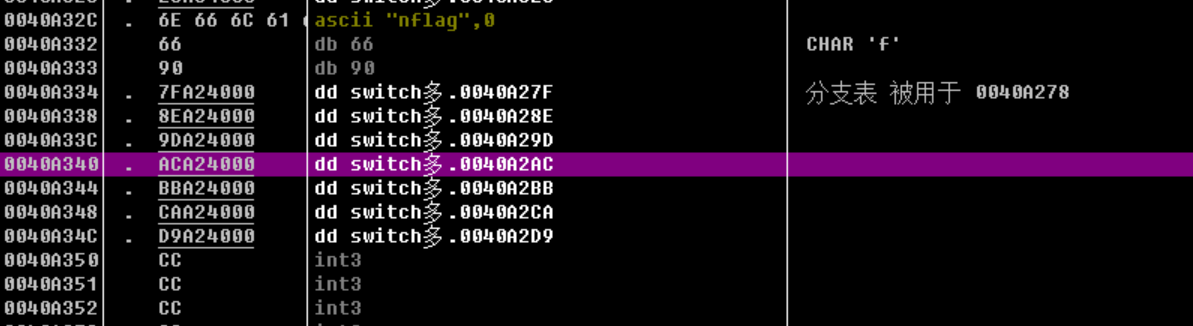 0040A32C . 6E 66 6C 61 ascii "nflag",0
0040A332 66 db 66 CHAR 'f'
0040A333 90 db 90
0040A334 . 7FA24000 dd switch多.0040A27F 分支表 被用于 0040A278
0040A338 . 8EA24000 dd switch多.0040A28E
0040A33C . 9DA24000 dd switch多.0040A29D
0040A340 . ACA24000 dd switch多.0040A2AC
0040A344 . BBA24000 dd switch多.0040A2BB
0040A348 . CAA24000 dd switch多.0040A2CA
0040A34C . D9A24000 dd switch多.0040A2D9
0040A350 CC int3
0040A351 CC int3
0040A352 CC int3